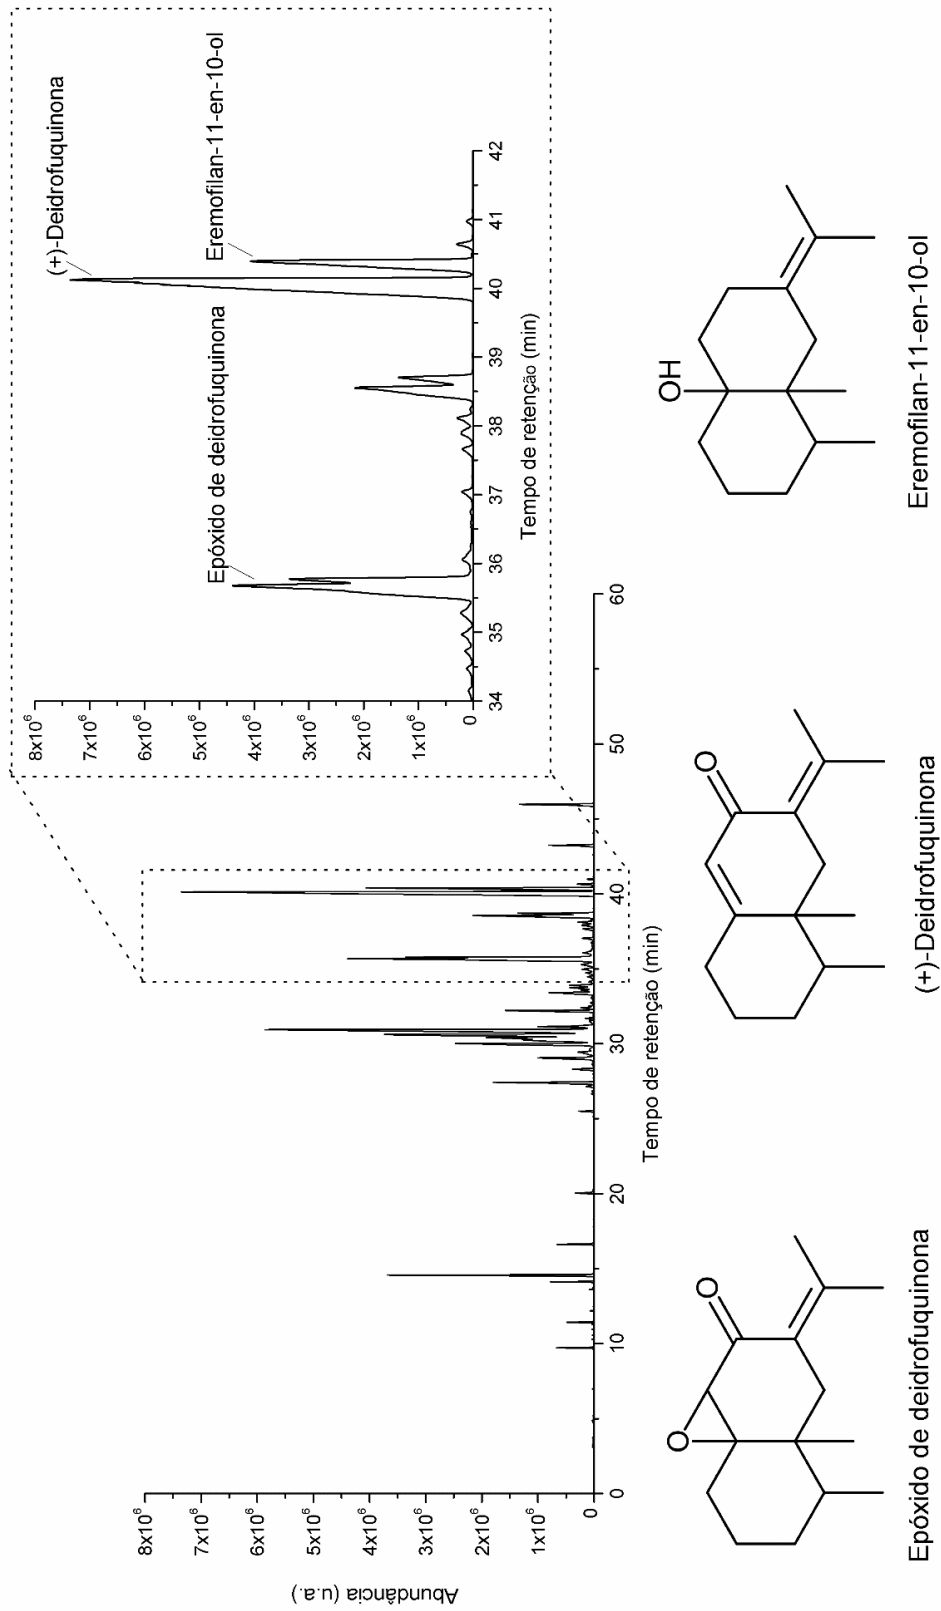 8x10⁶
7x10⁶
6x10⁶
5x10⁶
4x10⁶
3x10⁶
2x10⁶
1x10⁶
0
Abundância (u.a.)
0
10
20
30
40
50
60
Tempo de retenção (min)
8x10⁶
7x10⁶
6x10⁶
5x10⁶
4x10⁶
3x10⁶
2x10⁶
1x10⁶
0
34
35
36
37
38
39
40
41
42
Tempo de retenção (min)
Epóxido de deidrofuquinona
(+)-Deidrofuquinona
Eremofilan-11-en-10-ol
O
O
Epóxido de deidrofuquinona
O
(+)-Deidrofuquinona
OH
Eremofilan-11-en-10-ol